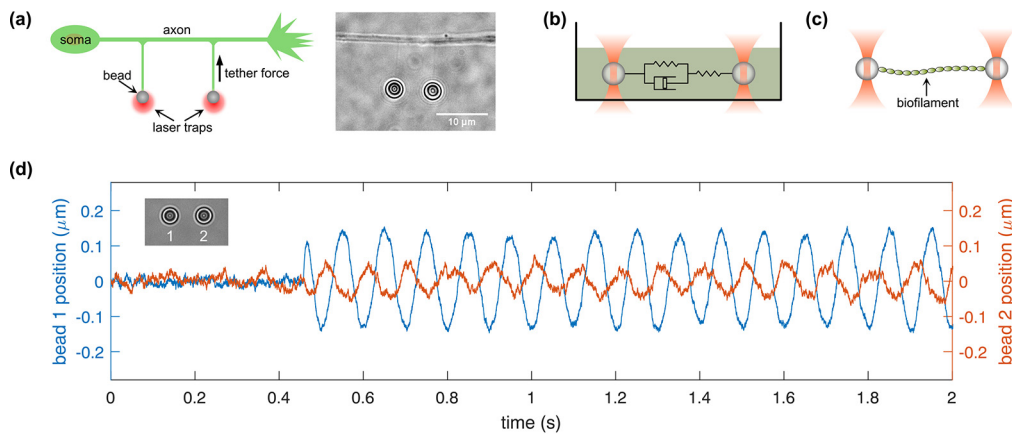 (a)
soma
axon
bead
tether force
laser traps
10 μm
(b)
(c)
biofilament
(d)
bead 1 position (μm)
0.2
0.1
0
-0.1
-0.2
1 2
0.2
0.1
0
-0.1
-0.2
bead 2 position (μm)
0 0.2 0.4 0.6 0.8 1 1.2 1.4 1.6 1.8 2
time (s)